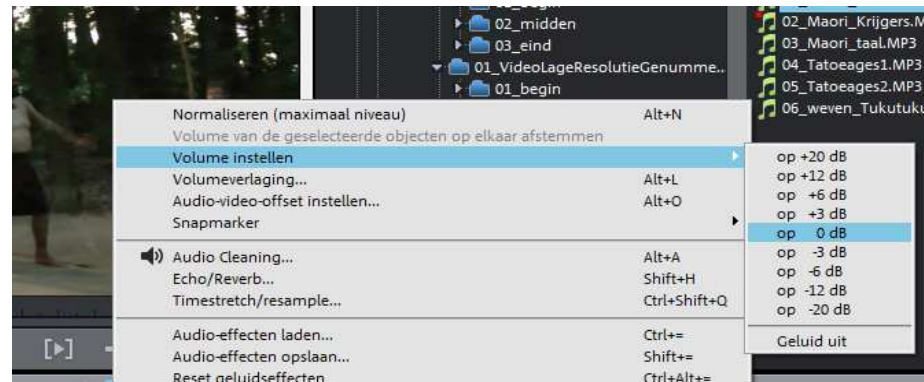 02_midden
03_eind
01_VideoLageResolutieGenumme..
01_begin
02_Maori_Krijgers.M
03_Maori_taal.MP3
04_Tatoeages1.MP3
05_Tatoeages2.MP3
06_weven_Tukutuku
Normaliseren (maximaal niveau) Alt+N
Volume van de geselecteerde objecten op elkaar afstemmen
Volume instellen
Volumeverlaging... Alt+L
Audio-video-offset instellen... Alt+O
Snapmarker
Audio Cleaning... Alt+A
Echo/Reverb... Shift+H
Timestretch/resample... Ctrl+Shift+Q
Audio-effecten laden... Ctrl+=
Audio-effecten opslaan... Shift+=
Reset geluidseffecten Ctrl+Alt+=
op +20 dB
op +12 dB
op +6 dB
op +3 dB
op 0 dB
op -3 dB
op -6 dB
op -12 dB
op -20 dB
Geluid uit